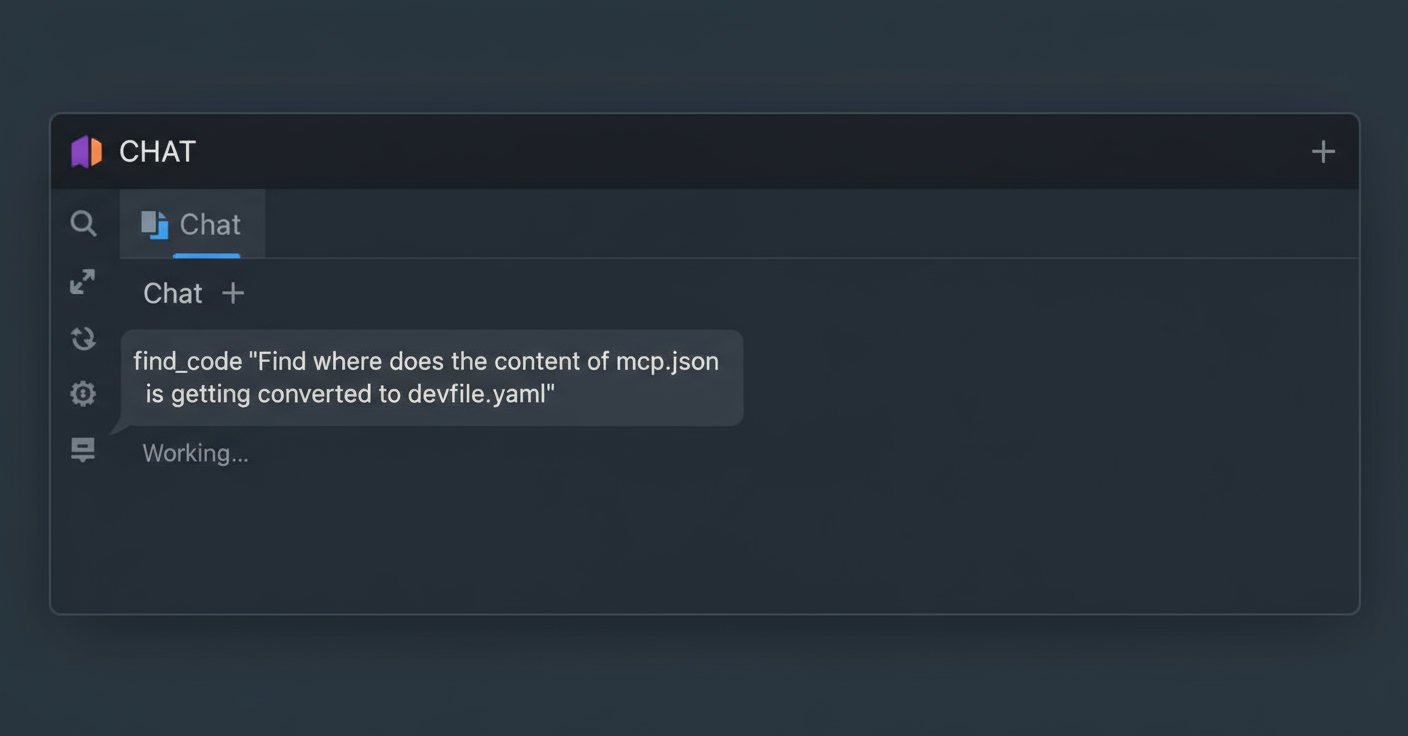 CHAT
Chat
Chat
find_code "Find where does the content of mcp.json
is getting converted to devfile.yaml"
Working...